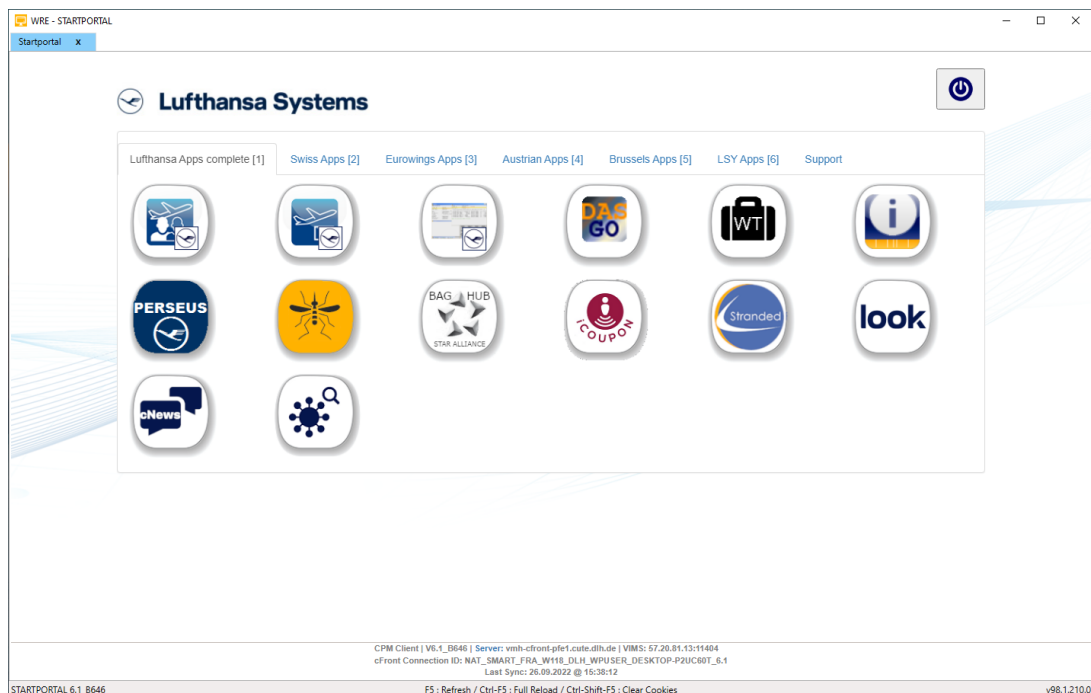 WRE - STARTPORTAL
Startportal x
Lufthansa Systems
Lufthansa Apps complete [1] Swiss Apps [2] Eurowings Apps [3] Austrian Apps [4] Brussels Apps [5] LSY Apps [6] Support
DAS GO
WT
i
PERSEUS
BAG HUB
STAR ALLIANCE
iCOUPON
Stranded
look
cNews
CPM Client | V6.1_B646 | Server: vmh-cfront-pfe1.cute.dlh.de | VIMS: 57.20.81.13:11404
cFront Connection ID: NAT_SMART_FRA_W118_DLH_WPUSER_DESKTOP-P2UC60T_6.1
Last Sync: 26.09.2022 @ 15:38:12
STARTPORTAL 6.1_B646 F5 : Refresh / Ctrl-F5 : Full Reload / Ctrl-Shift-F5 : Clear Cookies v98.1.210.0